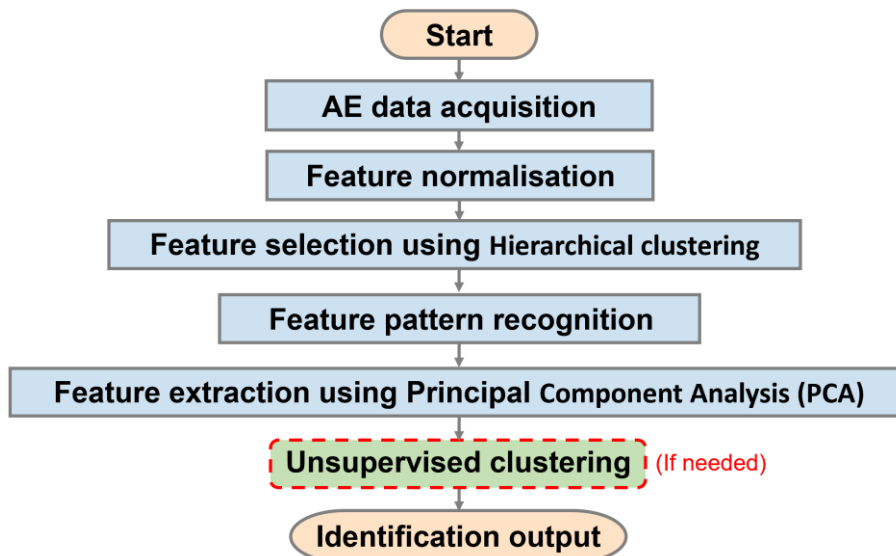 Start
AE data acquisition
Feature normalisation
Feature selection using Hierarchical clustering
Feature pattern recognition
Feature extraction using Principal Component Analysis (PCA)
Unsupervised clustering (If needed)
Identification output